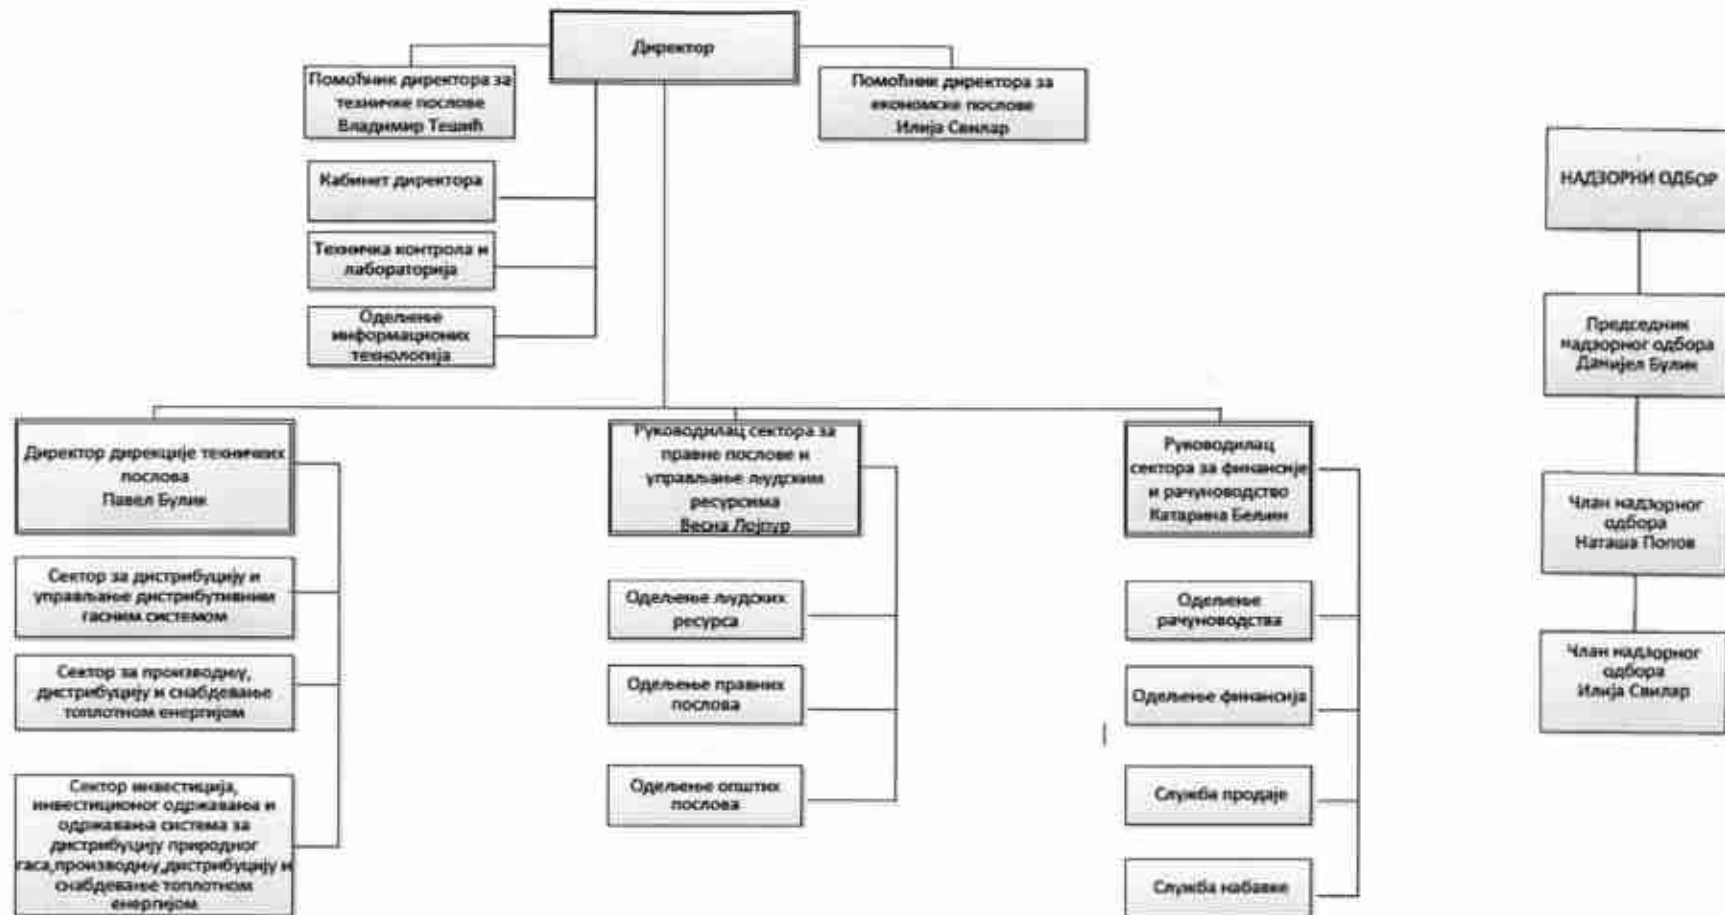 Директор
Помоћник директора за
техничке послове
Владимир Тешић
Помоћник директора за
економске послове
Илија Свилар
Кабинет директора
Техничка контрола и
лабораторија
Одељење
информационих
технологија
Директор дирекције техничких
послова
Павел Булик
Сектор за дистрибуцију и
управљање дистрибутивним
гасним системом
Сектор за производњу,
дистрибуцију и снабдевање
топлотном енергијом
Сектор инвестиција,
инвестиционог одржавања и
одржавања система за
дистрибуцију природног
гаса,производњу,дистрибуцију и
снабдевање топлотном
енергијом
Руководилац сектора за
правне послове и
управљање људским
ресурсима
Весна Лојпур
Одељење људских
ресурса
Одељење правних
послова
Одељење општих
послова
Руководилац
сектора за финансије
и рачуноводство
Катарина Бељин
Одељење
рачуноводства
Одељење финансија
Служба продаје
Служба набавке
НАДЗОРНИ ОДБОР
Председник
надзорног одбора
Данијел Булик
Члан надзорног
одбора
Наташа Попов
Члан надзорног
одбора
Илија Свилар